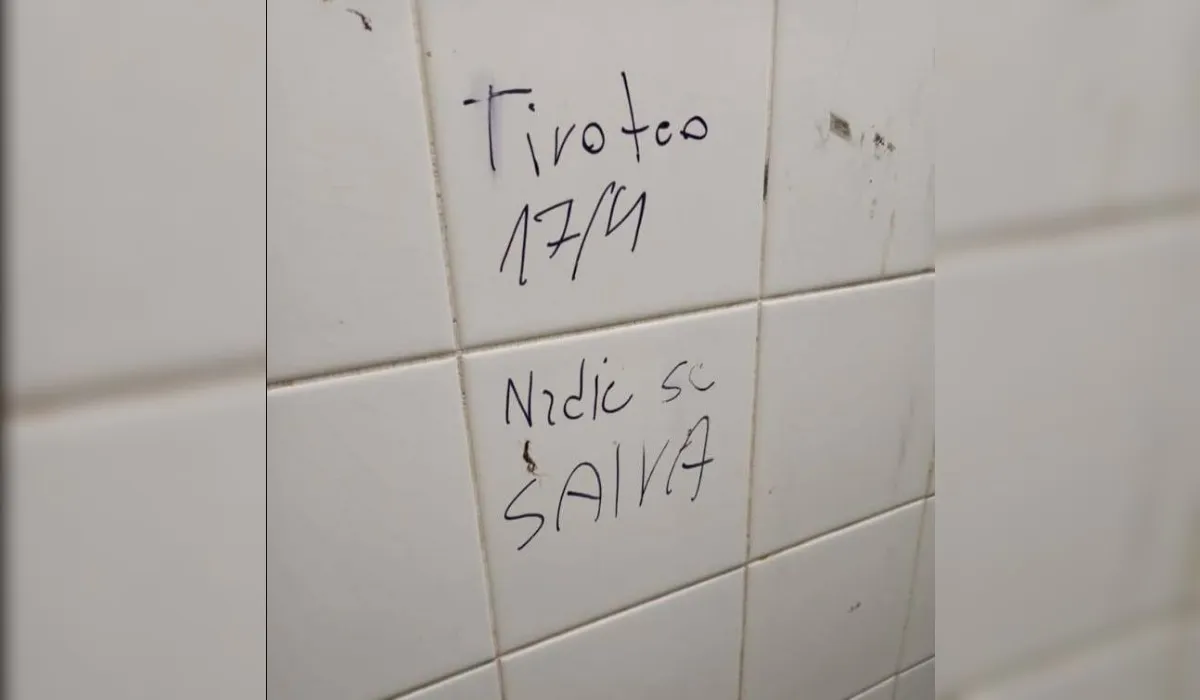 Tiroteo
17/4
Nadie se
SAlVA